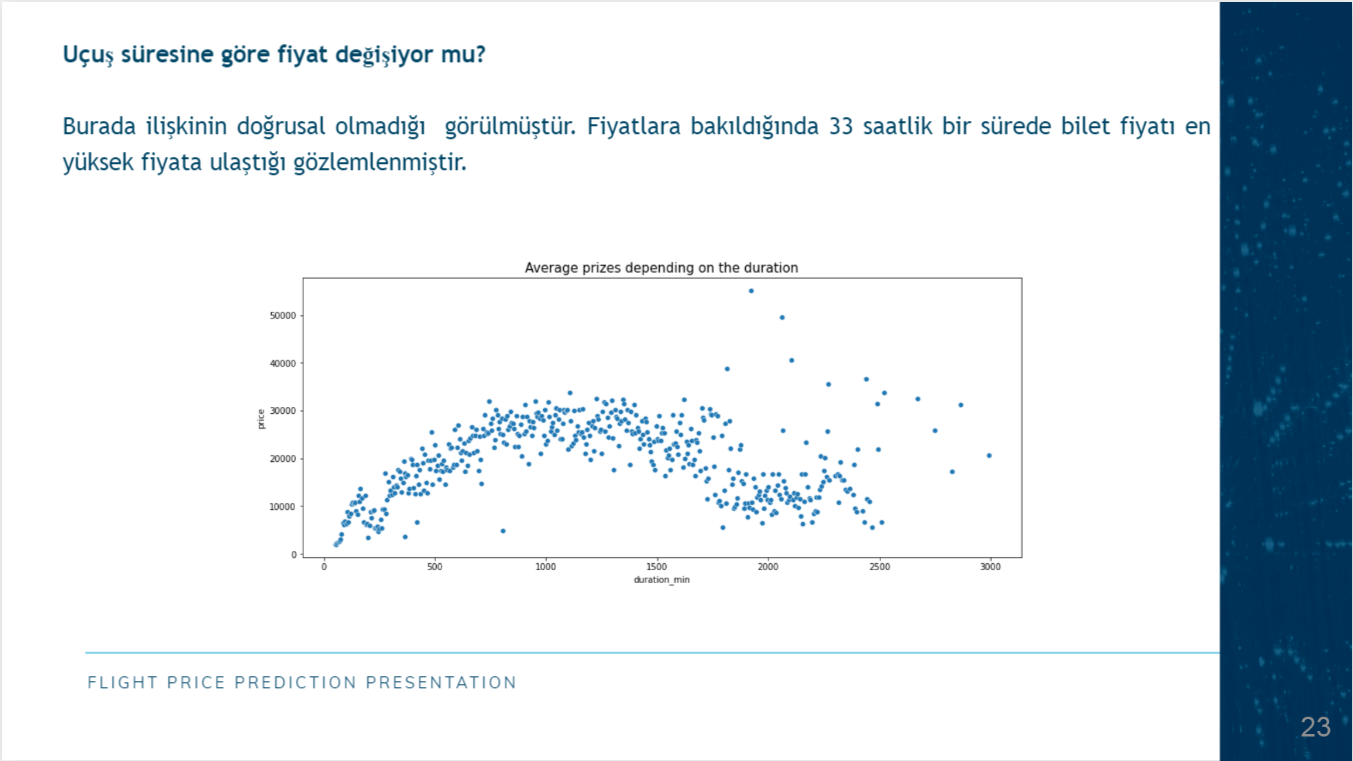 Uçuş süresine göre fiyat değişiyor mu?
Burada ilişkinin doğrusal olmadığı görülmüştür. Fiyatlara bakıldığında 33 saatlik bir sürede bilet fiyatı en
yüksek fiyata ulaştığı gözlemlenmiştir.
Average prizes depending on the duration
50000
40000
30000
20000
10000
0
price
0 500 1000 1500 2000 2500 3000
duration_min
FLIGHT PRICE PREDICTION PRESENTATION
23